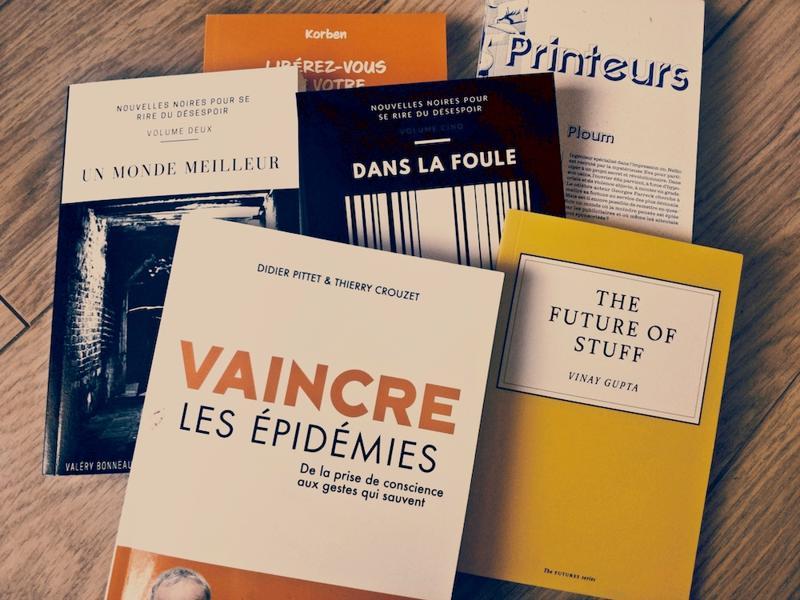 Korben
LIBÉREZ-VOUS
VOTRE
Printeurs
Ploum
NOUVELLES NOIRES POUR SE
RIRE DU DÉSESPOIR
VOLUME DEUX
UN MONDE MEILLEUR
VALÉRY BONNEAU
NOUVELLES NOIRES POUR
SE RIRE DU DÉSESPOIR
VOLUME CINQ
DANS LA FOULE
DIDIER PITTET & THIERRY CROUZET
VAINCRE
LES ÉPIDÉMIES
De la prise de conscience
aux gestes qui sauvent
THE
FUTURE OF
STUFF
VINAY GUPTA
The FUTURES series